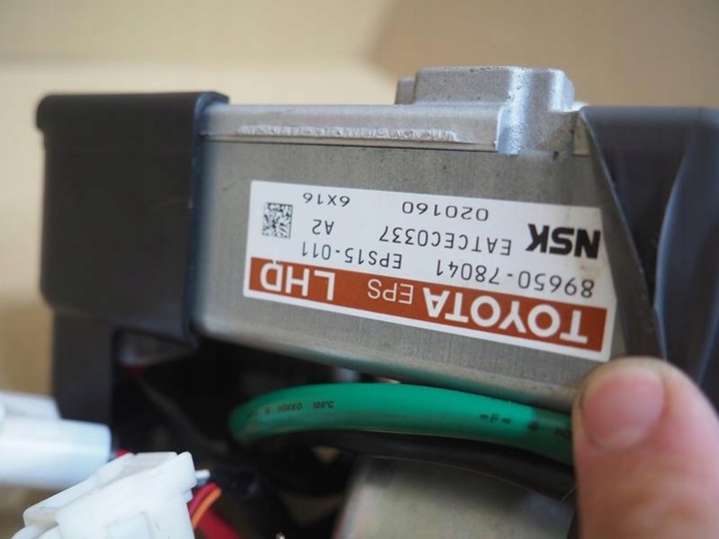 TOYOTA EPS LHD
89650-78041 EPS15-011
NSK EATCEC0337 A2
020160 6X16